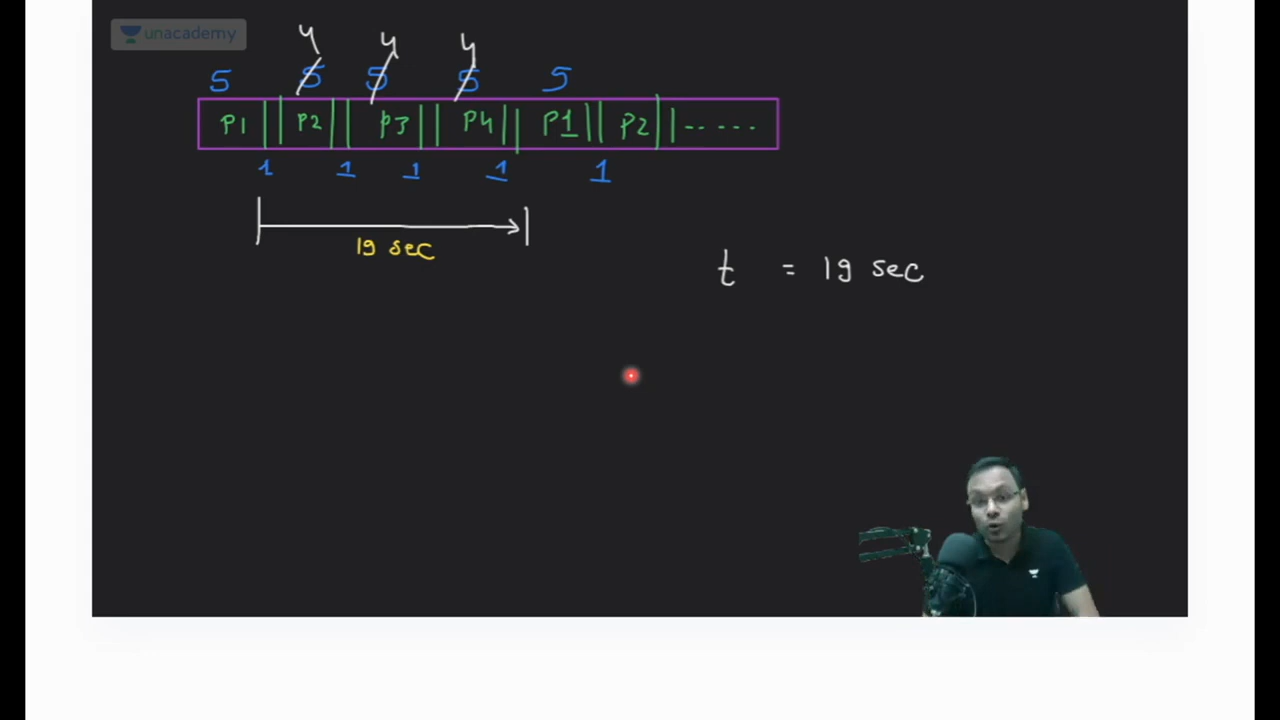 unacademy
4 4 4
5 5 5 5 5
P1 P2 P3 P4 P1 P2 -.....
1 1 1 1 1
19 sec
t = 19 sec